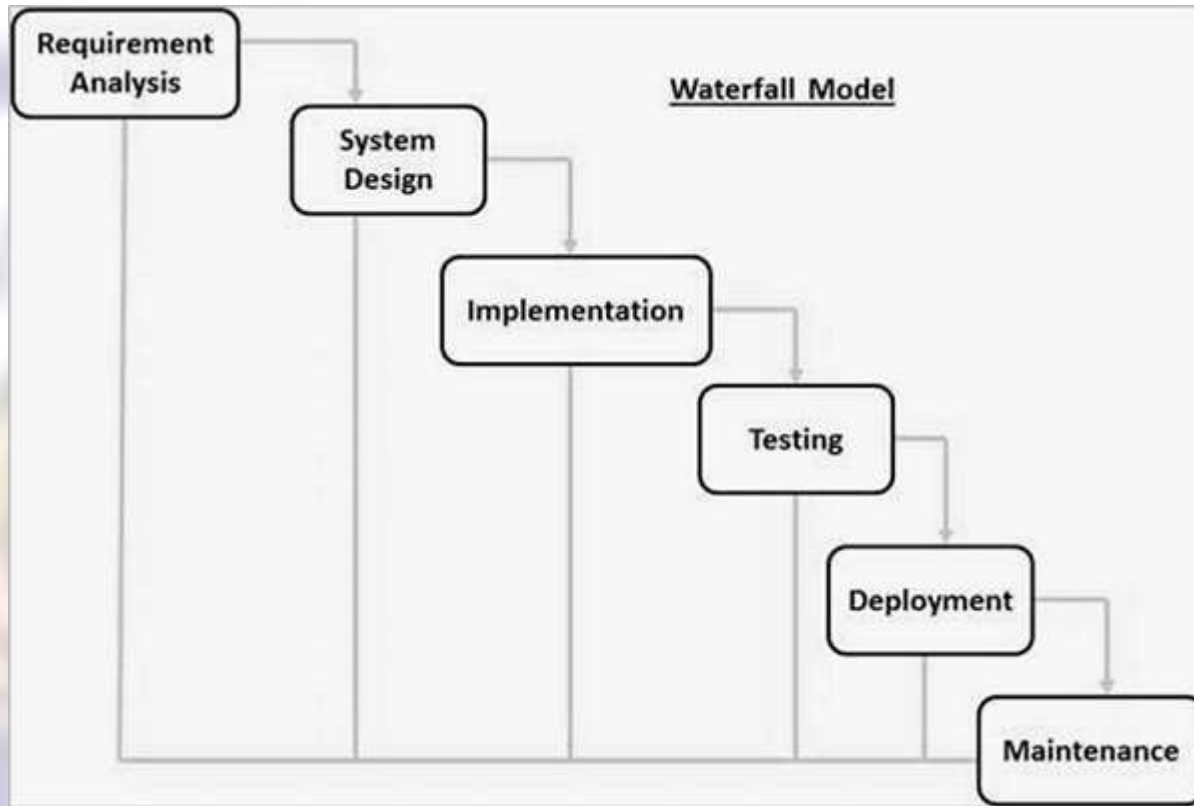 Requirement
Analysis
Waterfall Model
System
Design
Implementation
Testing
Deployment
Maintenance